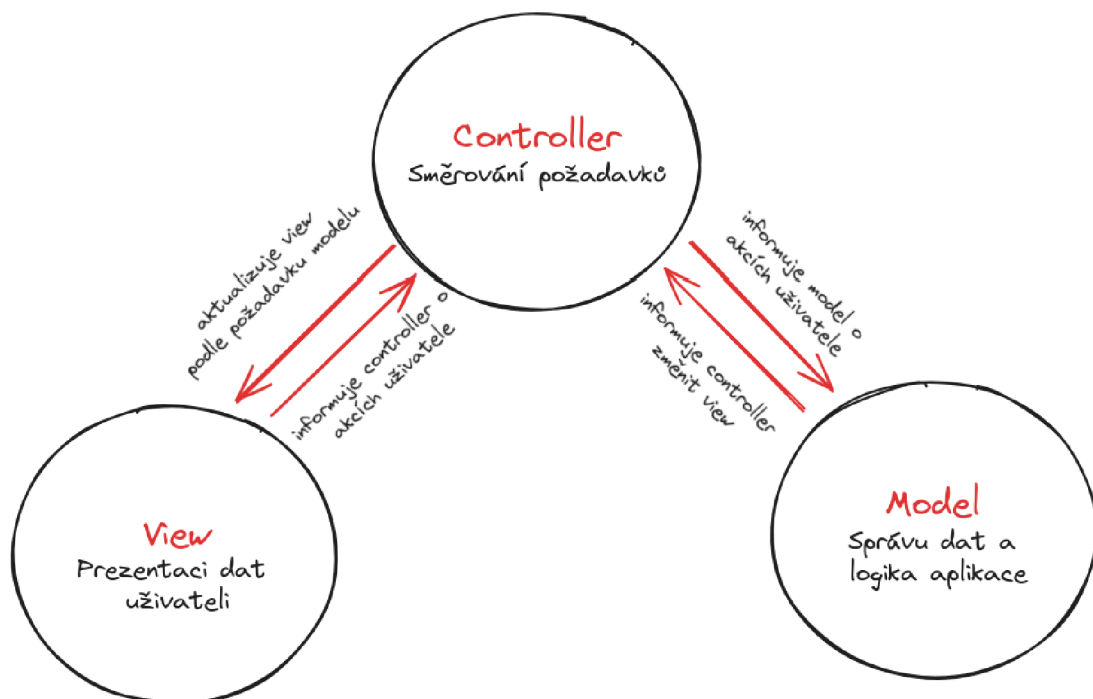 Controller
Směrování požadavků
aktualizuje view
podle požadavku modelu
informuje controller o
akcích uživatele
informuje model o
akcích uživatele
informuje controller
změnit view
View
Prezentaci dat
uživateli
Model
Správu dat a
logika aplikace